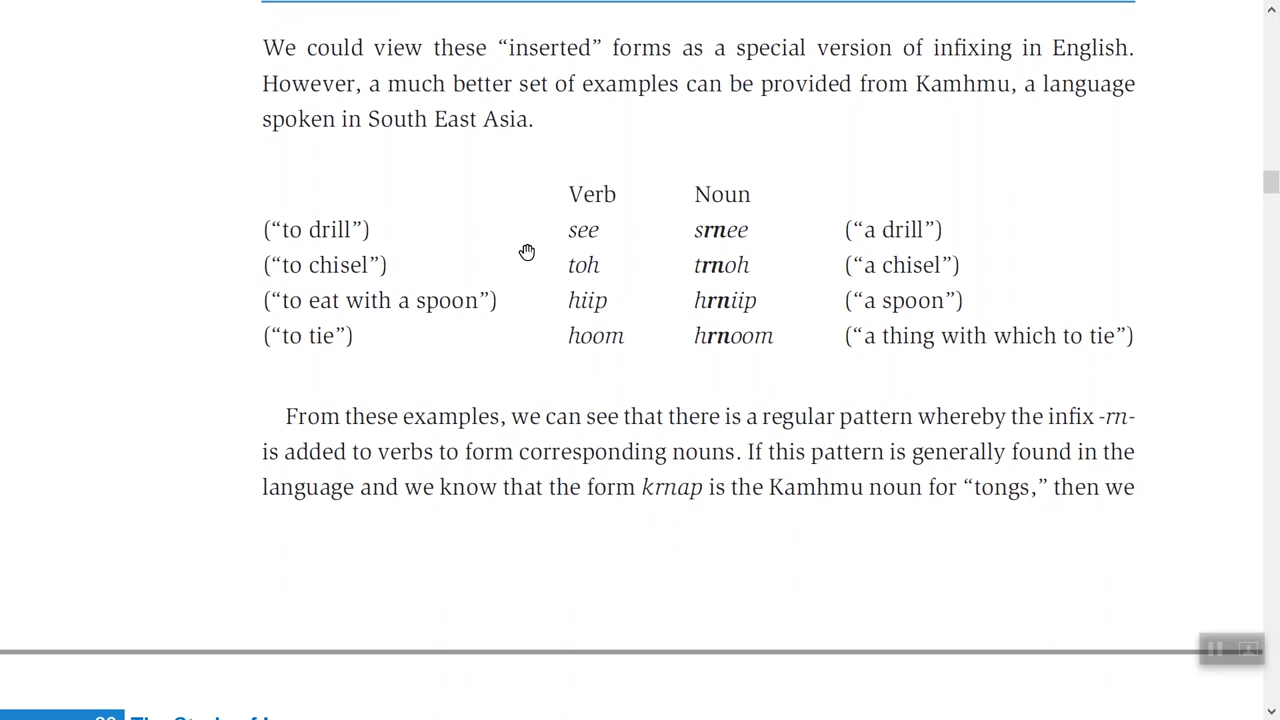 We could view these “inserted” forms as a special version of infixing in English.
However, a much better set of examples can be provided from Kamhmu, a language
spoken in South East Asia.
Verb Noun
(“to drill”) see srnee (“a drill”)
(“to chisel”) toh trnoh (“a chisel”)
(“to eat with a spoon”) hiip hrniip (“a spoon”)
(“to tie”) hoom hrnoom (“a thing with which to tie”)
From these examples, we can see that there is a regular pattern whereby the infix -rn-
is added to verbs to form corresponding nouns. If this pattern is generally found in the
language and we know that the form krnap is the Kamhmu noun for “tongs,” then we